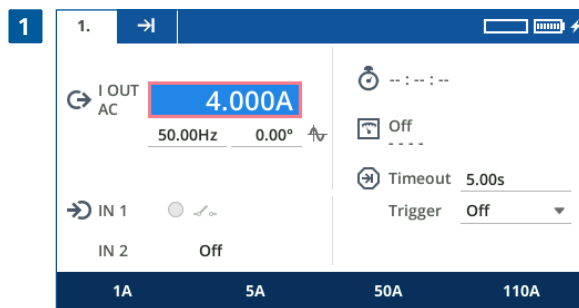 1
1.
I OUT
AC
4.000A
50.00Hz 0.00°
-- : -- : --
Off
- - - -
Timeout 5.00s
Trigger Off
IN 1
IN 2 Off
1A 5A 50A 110A